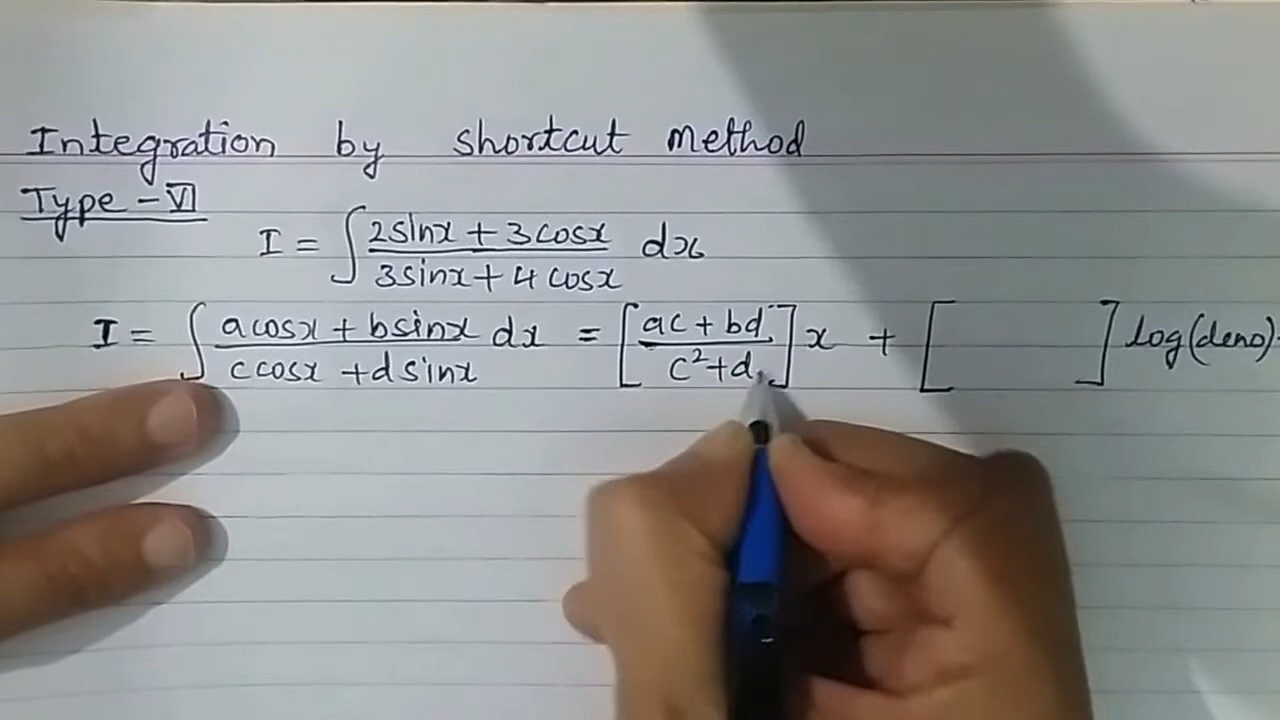 Integration by shortcut method
Type - VI
I = ∫ (2sinx + 3cosx)/(3sinx + 4cosx) dx
I = ∫ (acosx + bsinx)/(ccosx + dsinx) dx = [(ac + bd)/(c² + d] x + [ ] log(deno).